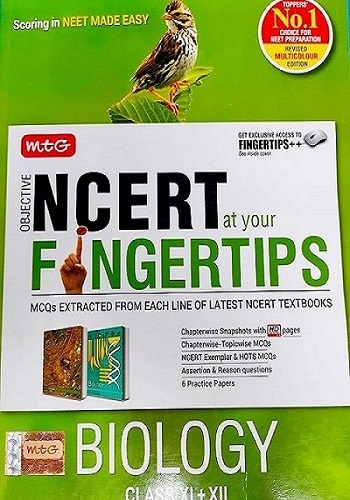 Scoring in NEET MADE EASY
TOPPERS'
No.1
CHOICE FOR
NEET PREPARATION
REVISED
MULTICOLOUR
EDITION
mtG
GET EXCLUSIVE ACCESS TO
FINGERTIPS++
See inside cover
OBJECTIVE
NCERT at your
FINGERTIPS
MCQs EXTRACTED FROM EACH LINE OF LATEST NCERT TEXTBOOKS
Chapterwise Snapshots with HD pages
Chapterwise-Topicwise MCQs
NCERT Exemplar & HOTS MCQs
Assertion & Reason questions
6 Practice Papers
mtG
BIOLOGY
CLASS XI + XII